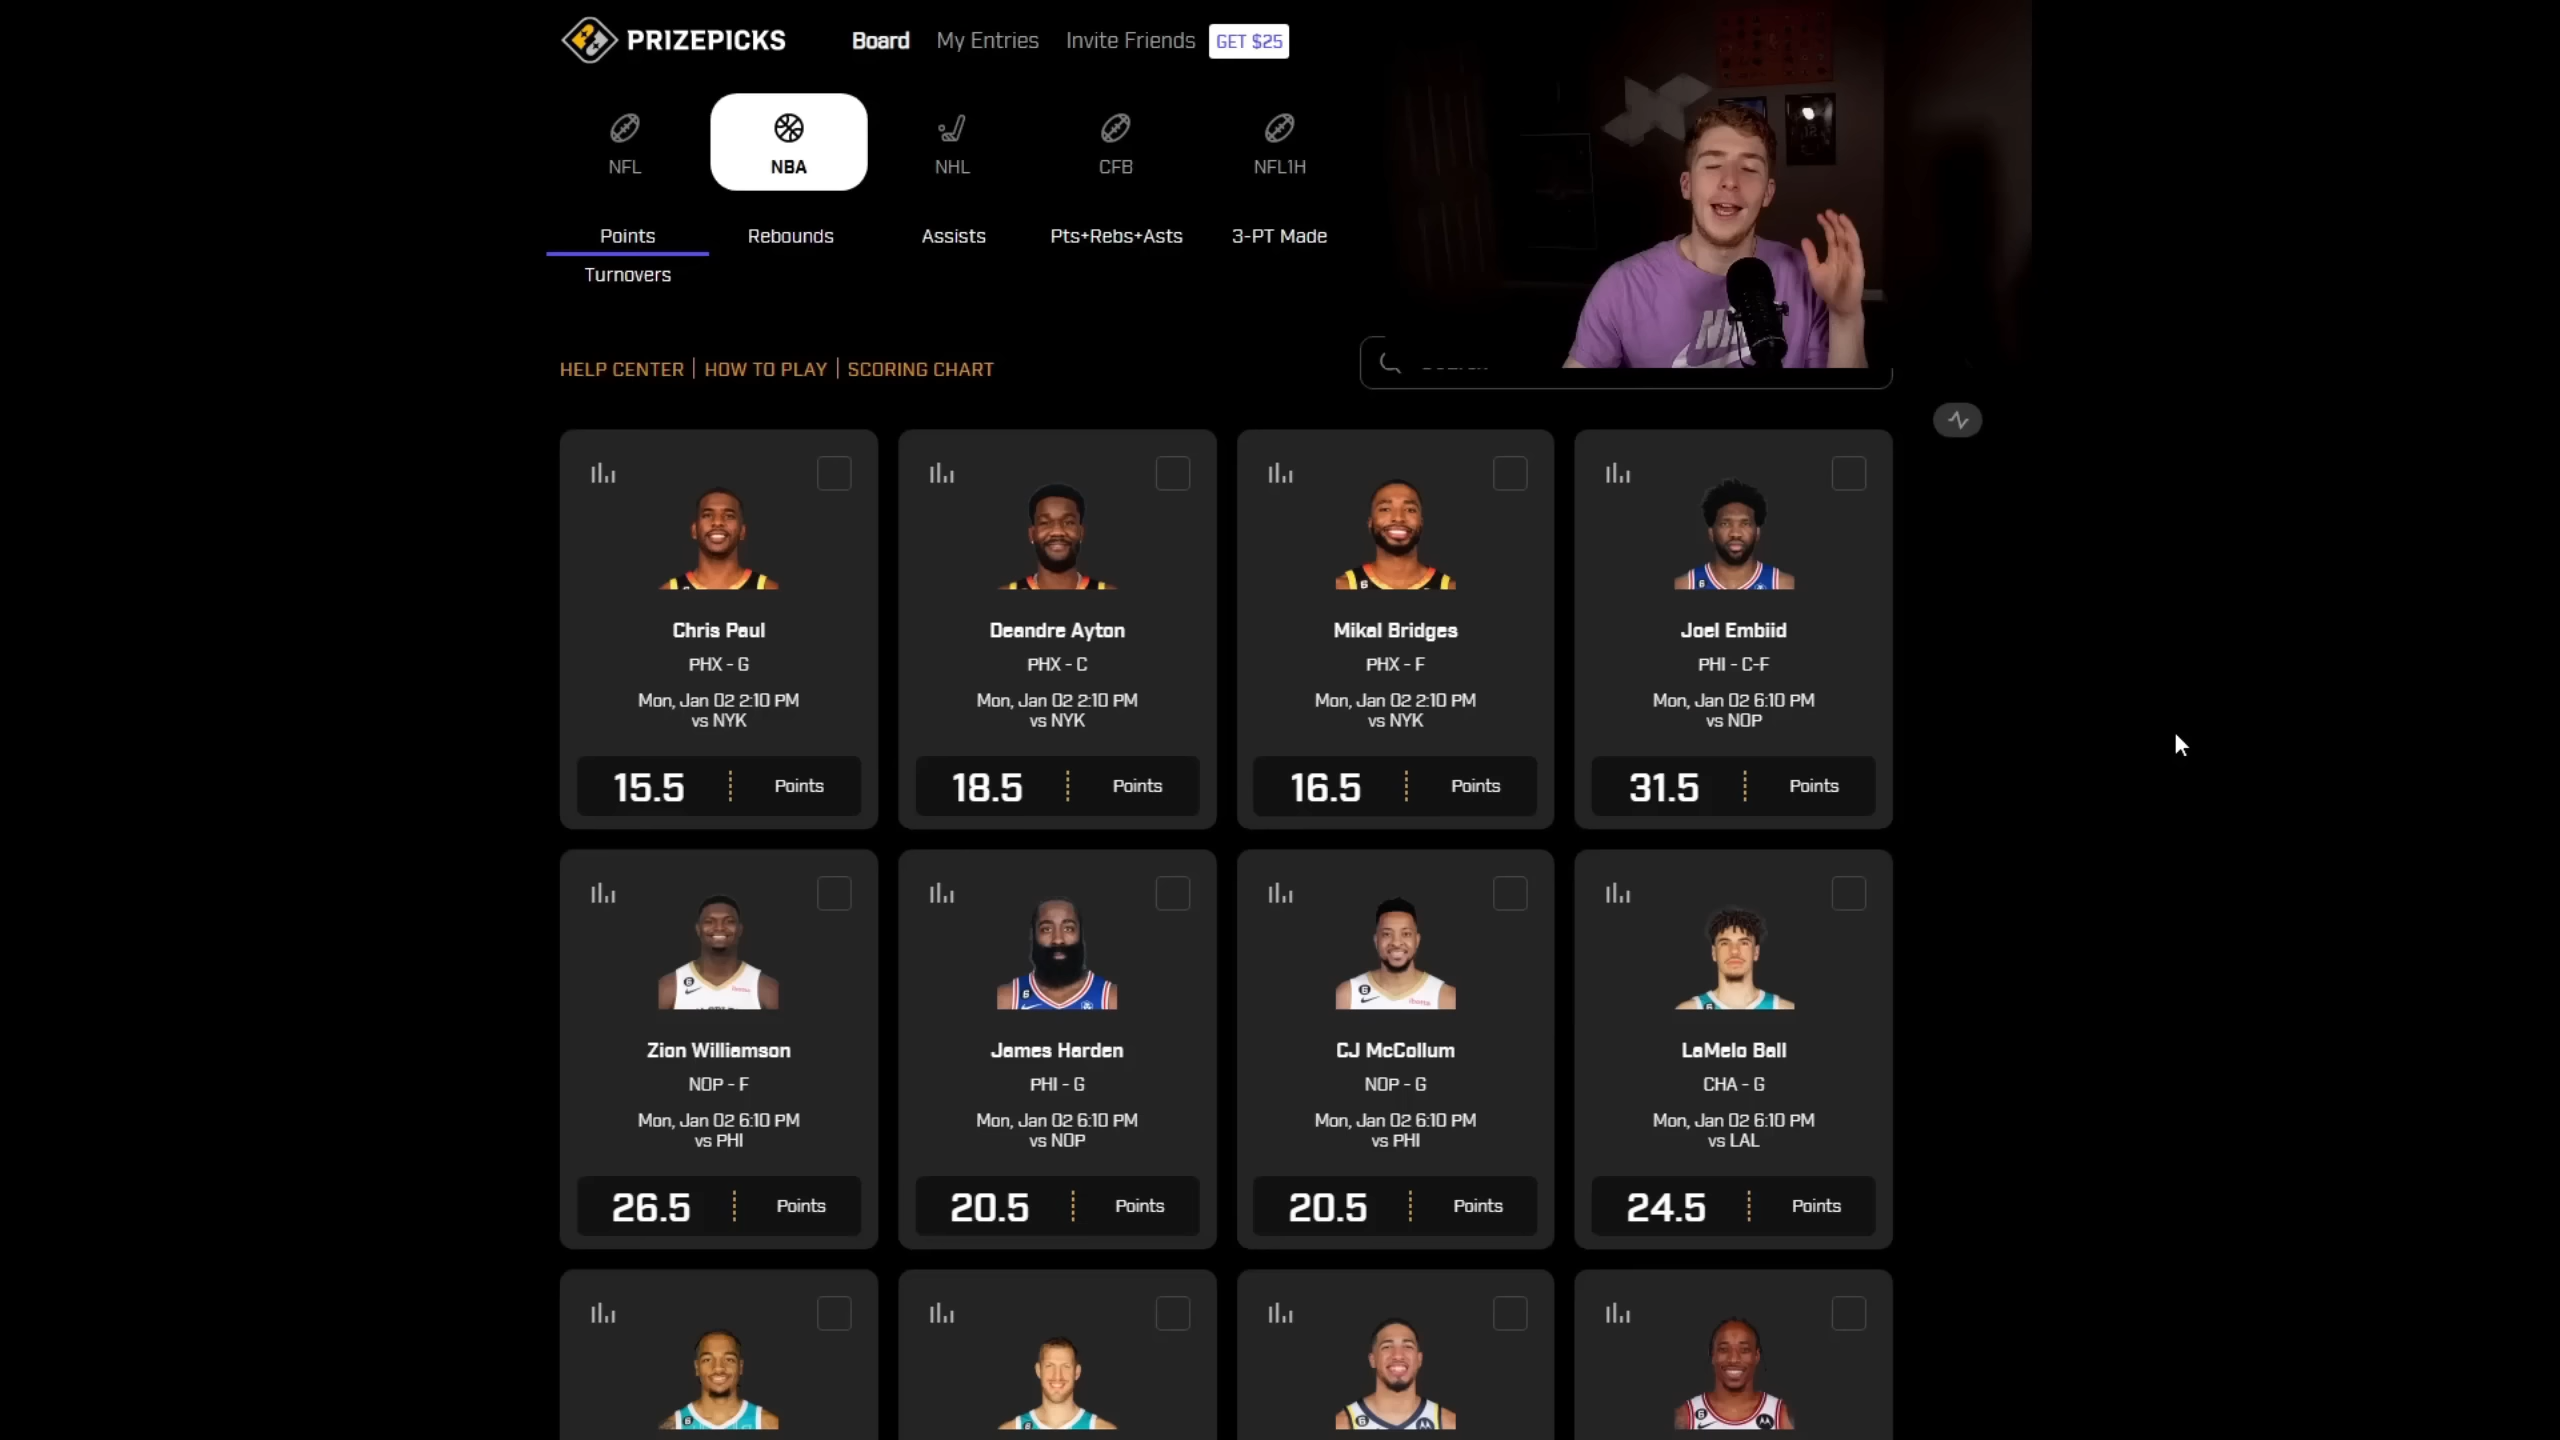 PRIZEPICKS
Board My Entries Invite Friends GET $25
NFL NBA NHL CFB NFL1H
Points Rebounds Assists Pts+Rebs+Asts 3-PT Made
Turnovers
HELP CENTER | HOW TO PLAY | SCORING CHART
Chris Paul Deandre Ayton Mikal Bridges Joel Embiid
PHX - G PHX - C PHX - F PHI - C-F
Mon, Jan 02 2:10 PM Mon, Jan 02 2:10 PM Mon, Jan 02 2:10 PM Mon, Jan 02 6:10 PM
vs NYK vs NYK vs NYK vs NOP
15.5 Points 18.5 Points 16.5 Points 31.5 Points
Zion Williamson James Harden CJ McCollum LaMelo Ball
NOP - F PHI - G NOP - G CHA - G
Mon, Jan 02 6:10 PM Mon, Jan 02 6:10 PM Mon, Jan 02 6:10 PM Mon, Jan 02 6:10 PM
vs PHI vs NOP vs PHI vs LAL
26.5 Points 20.5 Points 20.5 Points 24.5 Points